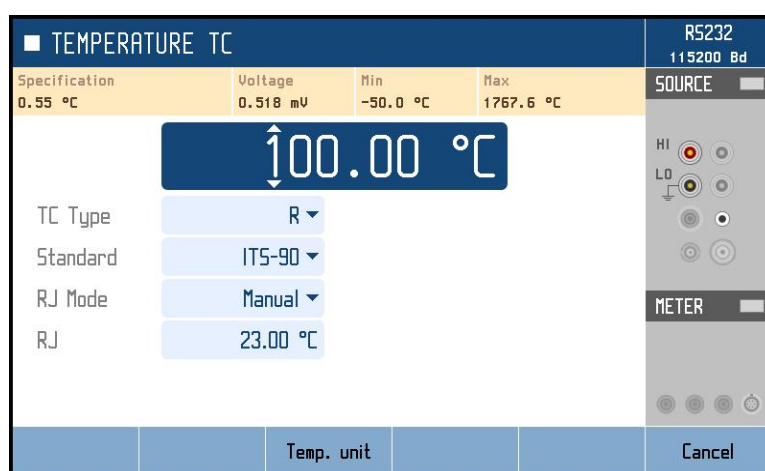 TEMPERATURE TC
RS232
115200 Bd
Specification Voltage Min Max
0.55 °C 0.518 mV -50.0 °C 1767.6 °C
SOURCE
100.00 °C
HI
LO
TC Type R
Standard ITS-90
RJ Mode Manual
METER
RJ 23.00 °C
Temp. unit Cancel